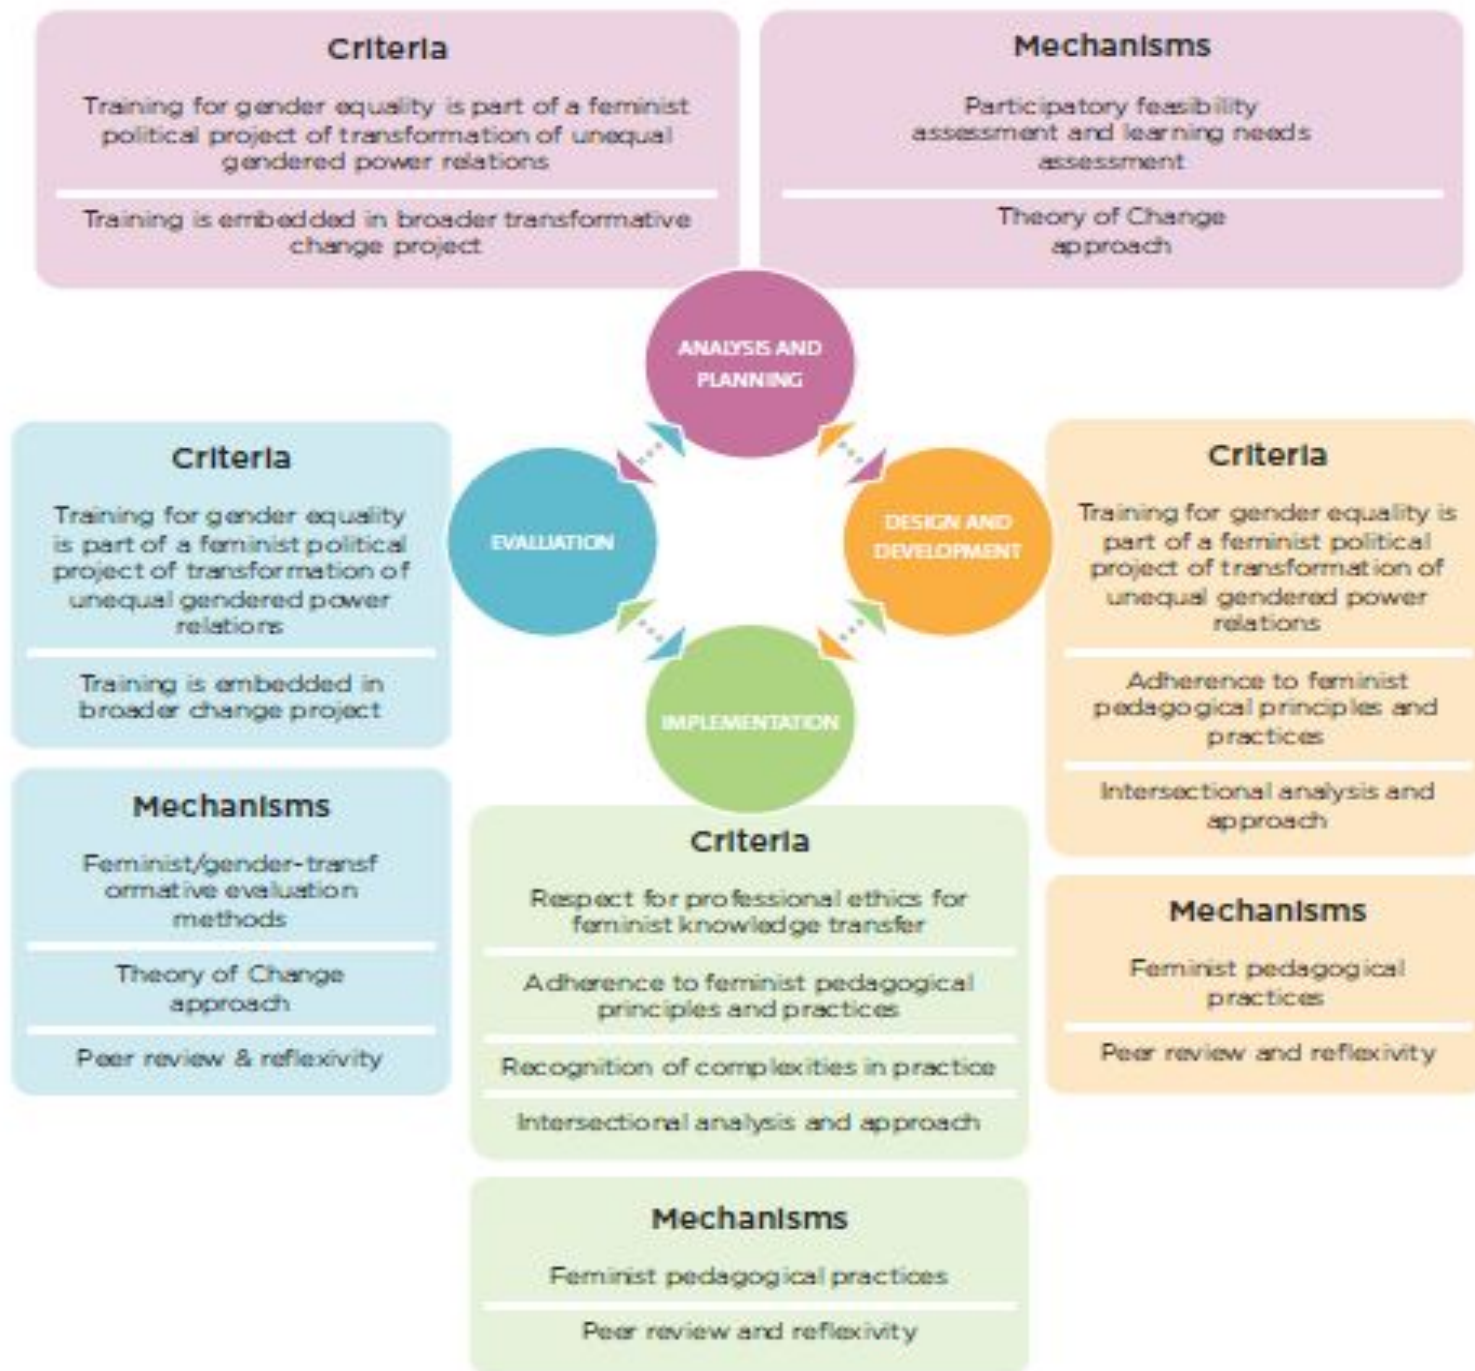 Criteria
Training for gender equality is part of a feminist
political project of transformation of unequal
gendered power relations
Training is embedded in broader transformative
change project
Mechanisms
Participatory feasibility
assessment and learning needs
assessment
Theory of Change
approach
ANALYSIS AND
PLANNING
EVALUATION
DESIGN AND
DEVELOPMENT
IMPLEMENTATION
Criteria
Training for gender equality
is part of a feminist political
project of transformation of
unequal gendered power
relations
Training is embedded in
broader change project
Mechanisms
Feminist/gender-transf
ormative evaluation
methods
Theory of Change
approach
Peer review & reflexivity
Criteria
Respect for professional ethics for
feminist knowledge transfer
Adherence to feminist pedagogical
principles and practices
Recognition of complexities in practice
Intersectional analysis and approach
Mechanisms
Feminist pedagogical practices
Peer review and reflexivity
Criteria
Training for gender equality is
part of a feminist political
project of transformation of
unequal gendered power
relations
Adherence to feminist
pedagogical principles and
practices
Intersectional analysis and
approach
Mechanisms
Feminist pedagogical
practices
Peer review and reflexivity